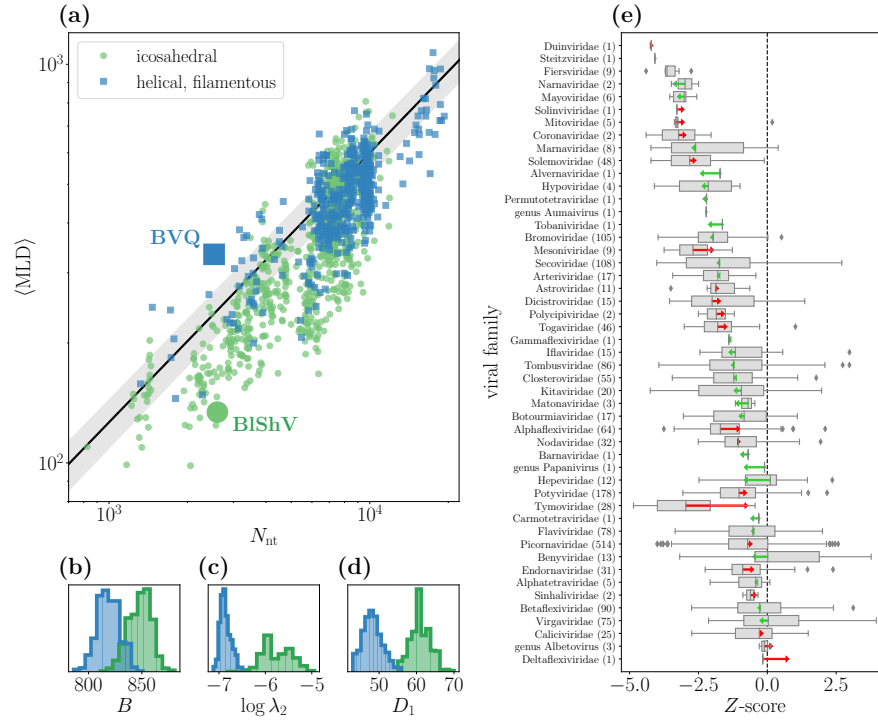 (a)
icosahedral
helical, filamentous
10³
10²
⟨MLD⟩
BVQ
BlShV
10³
10⁴
N_nt
(b)
800
850
B
(c)
−7
−6
−5
log λ₂
(d)
50
60
70
D₁
(e)
viral family
Duinviridae (1)
Steitzviridae (1)
Fiersviridae (9)
Narnaviridae (2)
Mayoviridae (6)
Solinviviridae (1)
Mitoviridae (5)
Coronaviridae (2)
Marnaviridae (8)
Solemoviridae (48)
Alvernaviridae (1)
Hypoviridae (4)
Permutotetraviridae (1)
genus Aumaivirus (1)
Tobaniviridae (1)
Bromoviridae (105)
Mesoniviridae (9)
Secoviridae (108)
Arteriviridae (17)
Astroviridae (11)
Dicistroviridae (15)
Polycipiviridae (2)
Togaviridae (46)
Gammaflexiviridae (1)
Iflaviridae (15)
Tombusviridae (86)
Closteroviridae (55)
Kitaviridae (20)
Matonaviridae (3)
Botourmiaviridae (17)
Alphaflexiviridae (64)
Nodaviridae (32)
Barnaviridae (1)
genus Papanivirus (1)
Hepeviridae (12)
Potyviridae (178)
Tymoviridae (28)
Carmotetraviridae (1)
Flaviviridae (78)
Picornaviridae (514)
Benyviridae (13)
Endornaviridae (31)
Alphatetraviridae (5)
Sinhaliviridae (2)
Betaflexiviridae (90)
Virgaviridae (75)
Caliciviridae (25)
genus Albetovirus (3)
Deltaflexiviridae (1)
−5.0
−2.5
0.0
2.5
Z-score